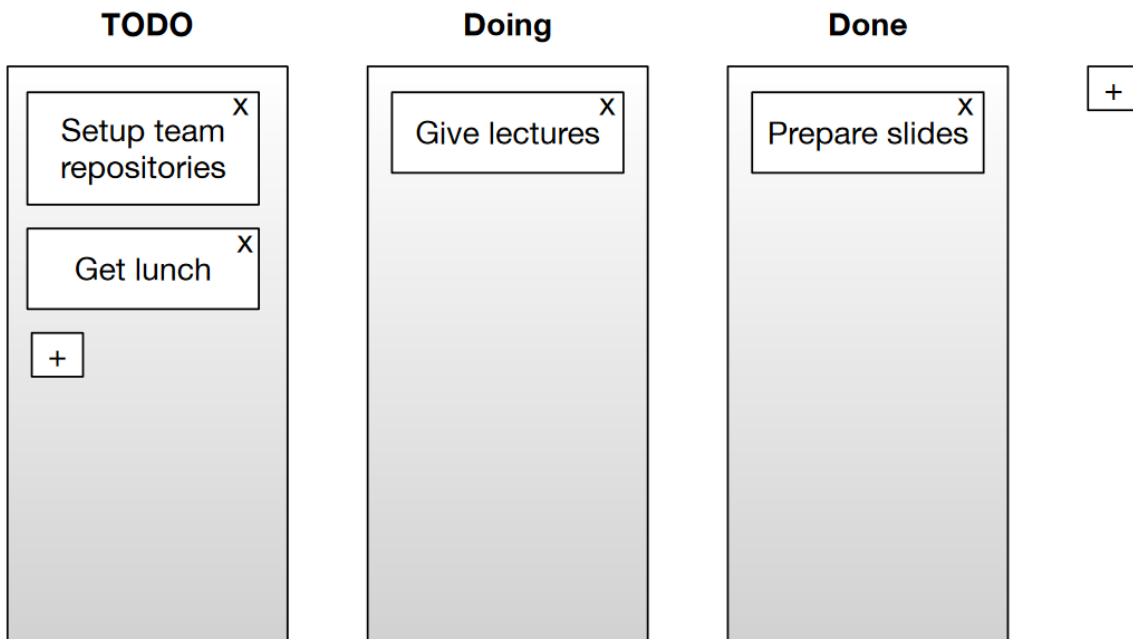 TODO
Doing
Done
X
Setup team
repositories
X
Get lunch
+
X
Give lectures
X
Prepare slides
+